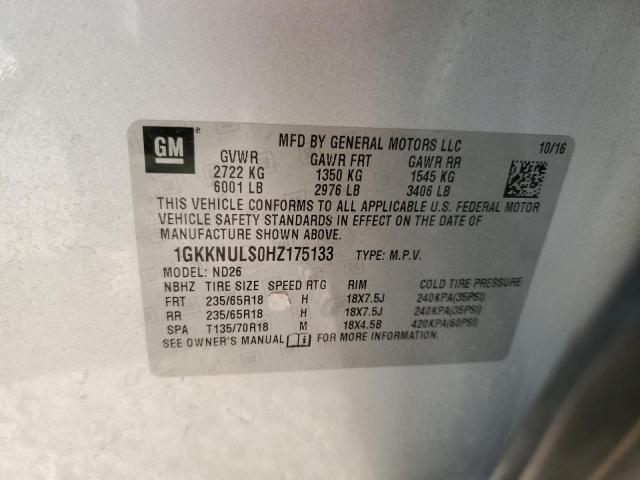 GM ®
MFD BY GENERAL MOTORS LLC 10/16
GVWR GAWR FRT GAWR RR
2722 KG 1350 KG 1545 KG
6001 LB 2976 LB 3406 LB
THIS VEHICLE CONFORMS TO ALL APPLICABLE U.S. FEDERAL MOTOR
VEHICLE SAFETY STANDARDS IN EFFECT ON THE DATE OF
MANUFACTURE SHOWN ABOVE.
1GKKNULS0HZ175133 TYPE: M.P.V.
MODEL: ND26
NBHZ TIRE SIZE SPEED RTG RIM COLD TIRE PRESSURE
FRT 235/65R18 H 18X7.5J 240KPA(35PSI)
RR 235/65R18 H 18X7.5J 240KPA(35PSI)
SPA T135/70R18 M 18X4.5B 420KPA(60PSI)
SEE OWNER'S MANUAL FOR MORE INFORMATION.